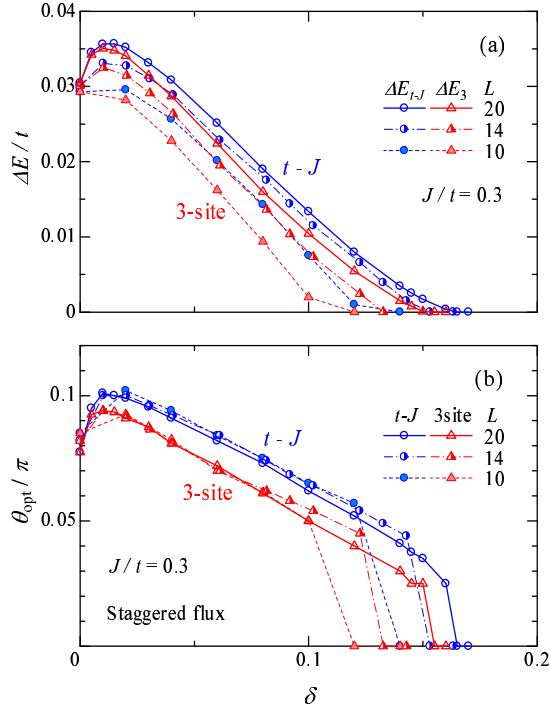 0.04
(a)
ΔE_{t-J} ΔE_3 L
20
14
10
0.03
ΔE / t
0.02
t - J
J / t = 0.3
3-site
0.01
0
(b)
0.1
t-J 3site L
20
14
10
t - J
θ_opt / π
3-site
0.05
J / t = 0.3
Staggered flux
0
0 0.1 0.2
δ